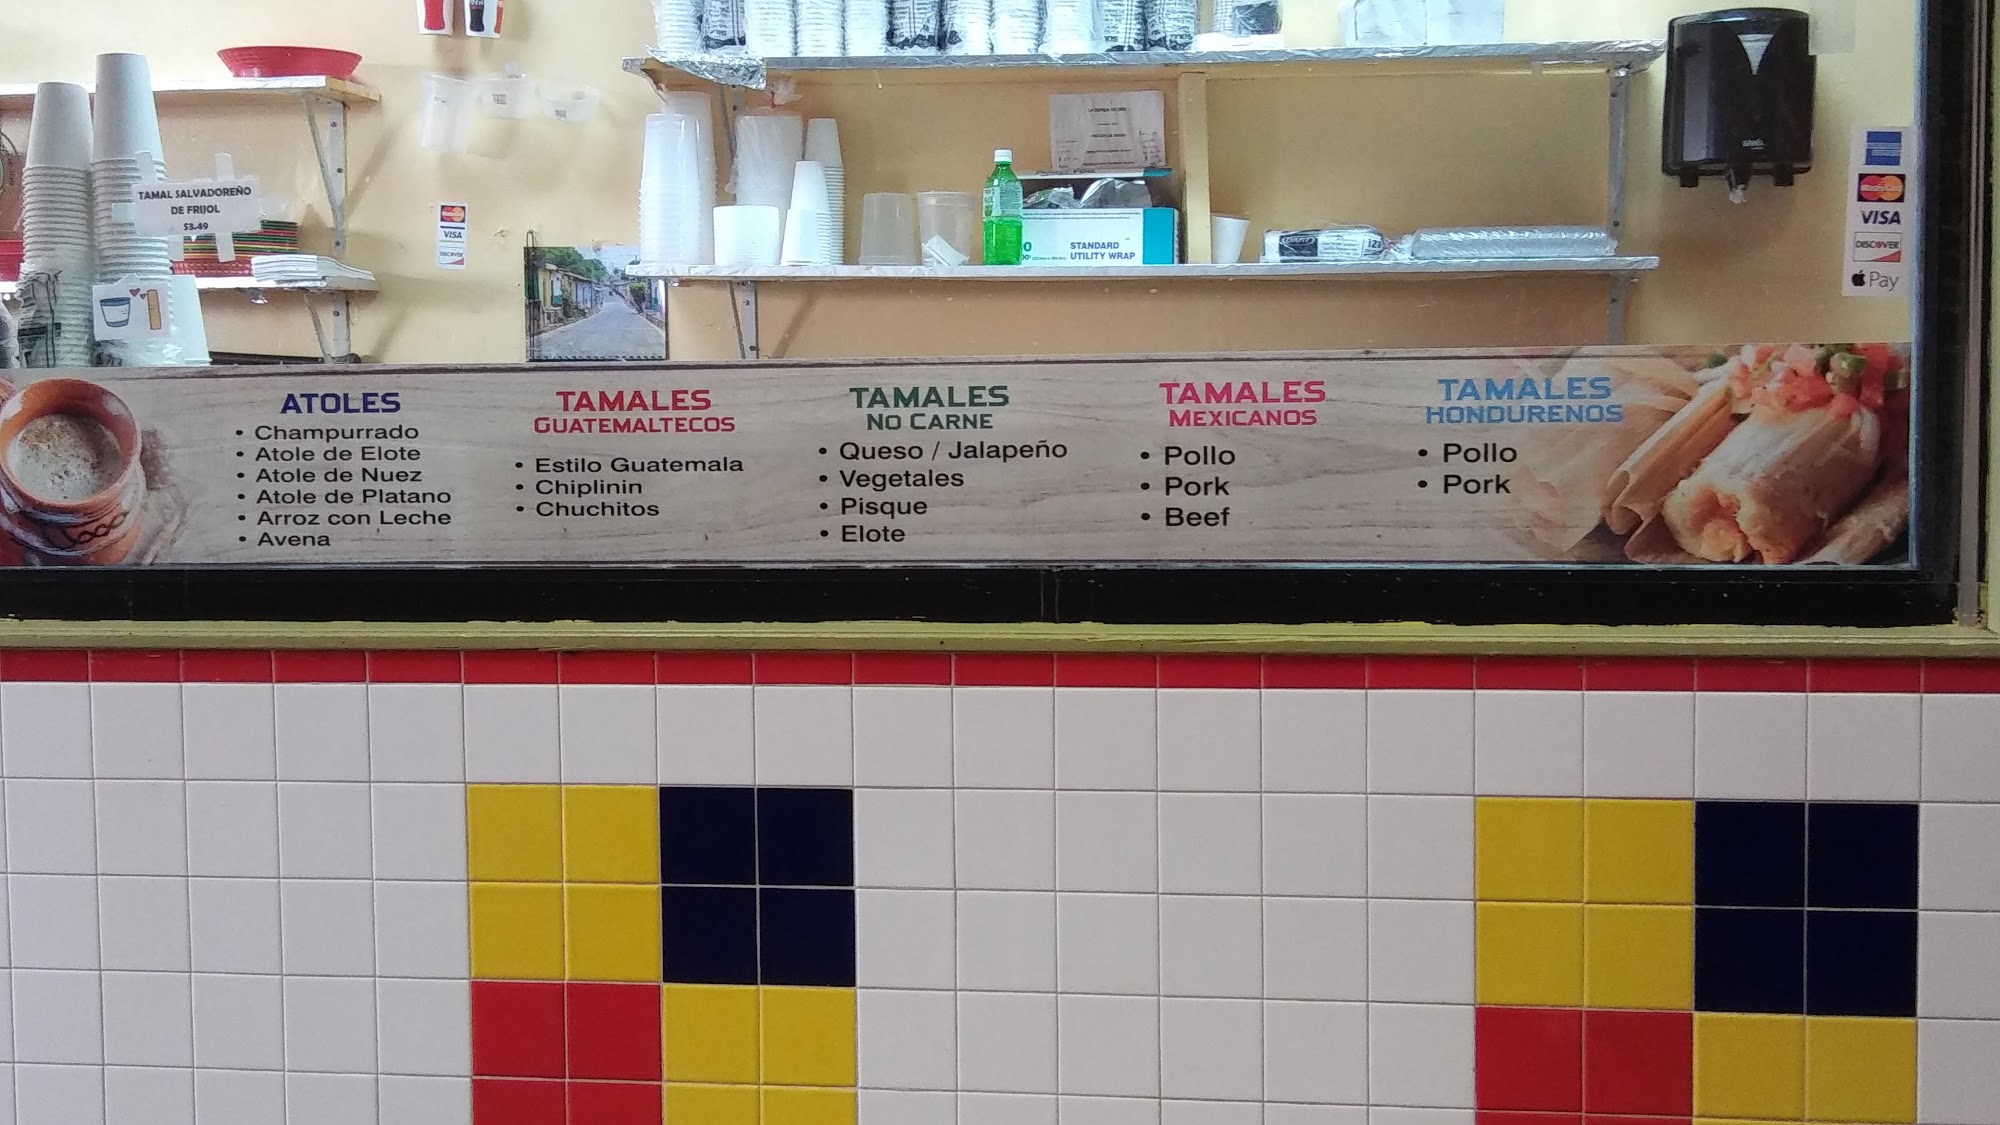 TAMAL SALVADOREÑO
DE FRIJOL
$3.49
MasterCard
VISA
DISCOVER
STANDARD
UTILITY WRAP
MasterCard
VISA
DISCOVER
Pay
ATOLES
• Champurrado
• Atole de Elote
• Atole de Nuez
• Atole de Platano
• Arroz con Leche
• Avena
TAMALES
GUATEMALTECOS
• Estilo Guatemala
• Chiplinin
• Chuchitos
TAMALES
NO CARNE
• Queso / Jalapeño
• Vegetales
• Pisque
• Elote
TAMALES
MEXICANOS
• Pollo
• Pork
• Beef
TAMALES
HONDURENOS
• Pollo
• Pork